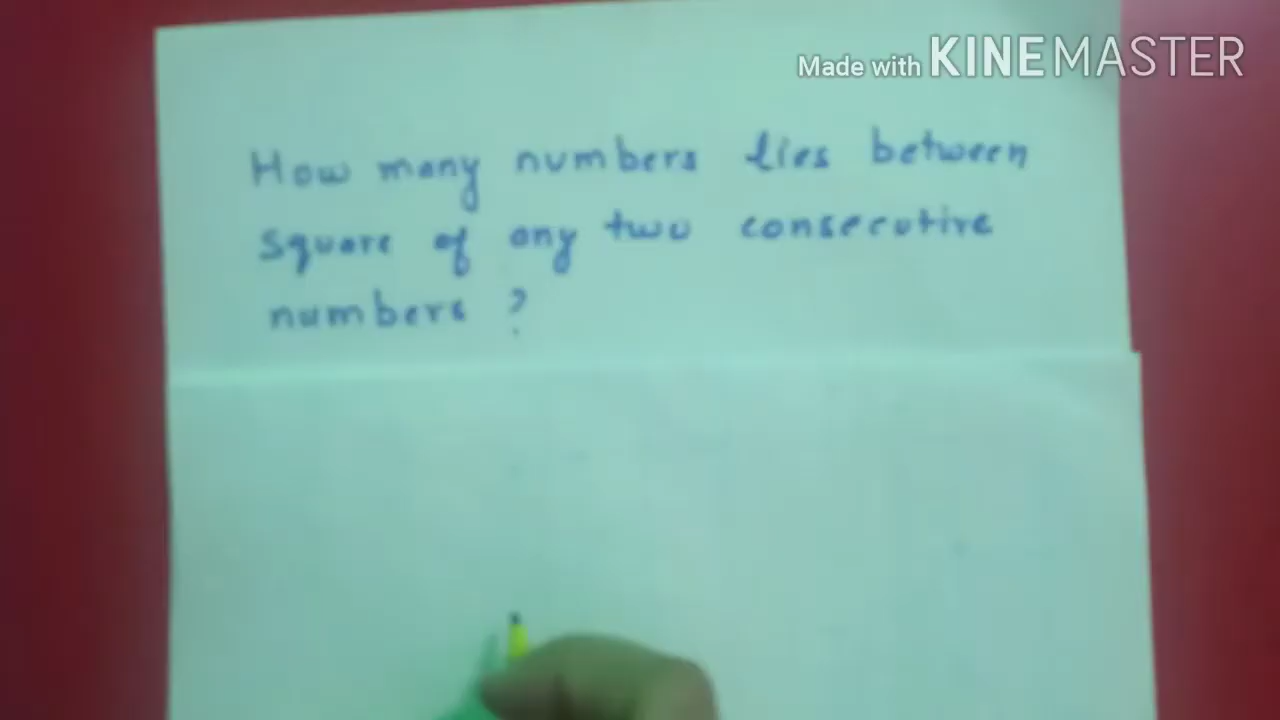 Made with KINEMASTER
How many numbers lies between
square of any two consecutive
numbers ?